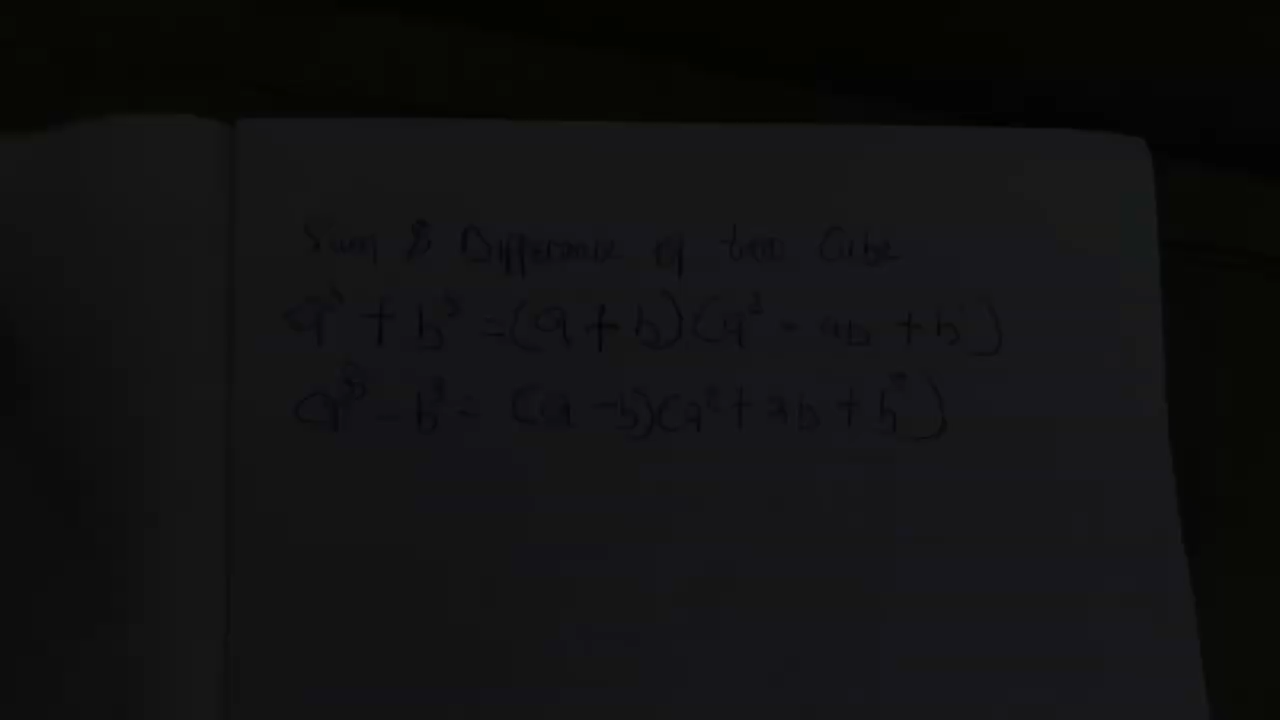 Sum & Difference of two Cube
a³ + b³ = (a + b)(a² - ab + b²)
a³ - b³ = (a - b)(a² + ab + b²)